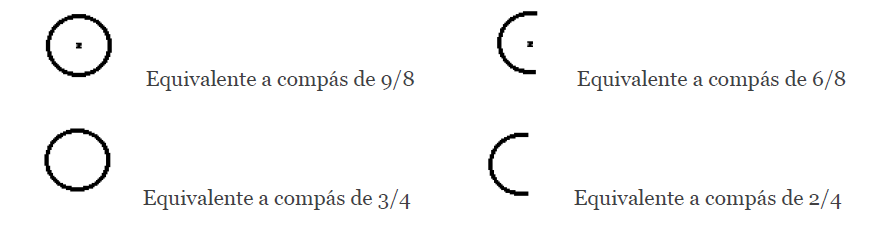 Equivalente a compás de 9/8
Equivalente a compás de 6/8
Equivalente a compás de 3/4
Equivalente a compás de 2/4